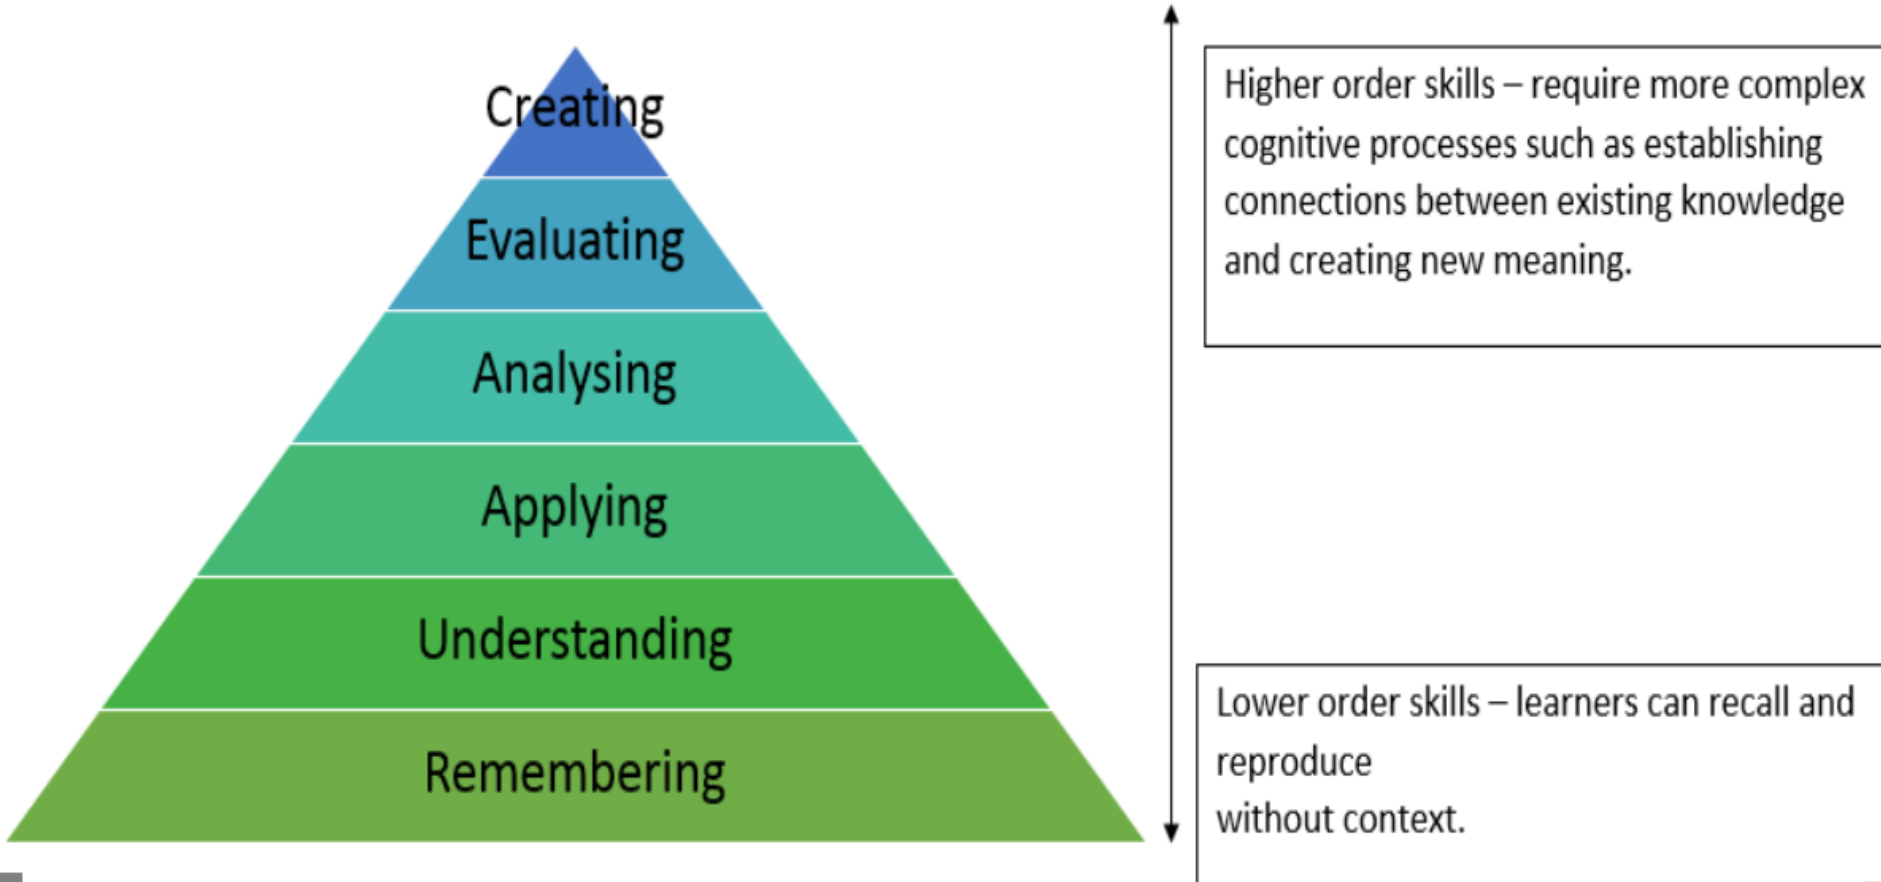 Creating
Evaluating
Analysing
Applying
Understanding
Remembering
Higher order skills – require more complex
cognitive processes such as establishing
connections between existing knowledge
and creating new meaning.
Lower order skills – learners can recall and
reproduce
without context.